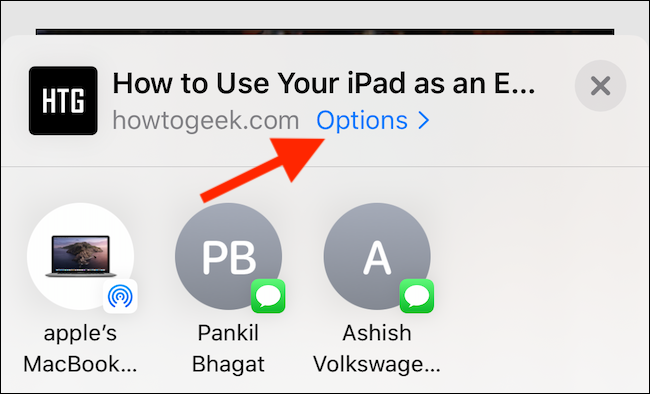 HTG
How to Use Your iPad as an E...
howtogeek.com Options >
PB
A
apple’s
MacBook...
Pankil
Bhagat
Ashish
Volkswage...